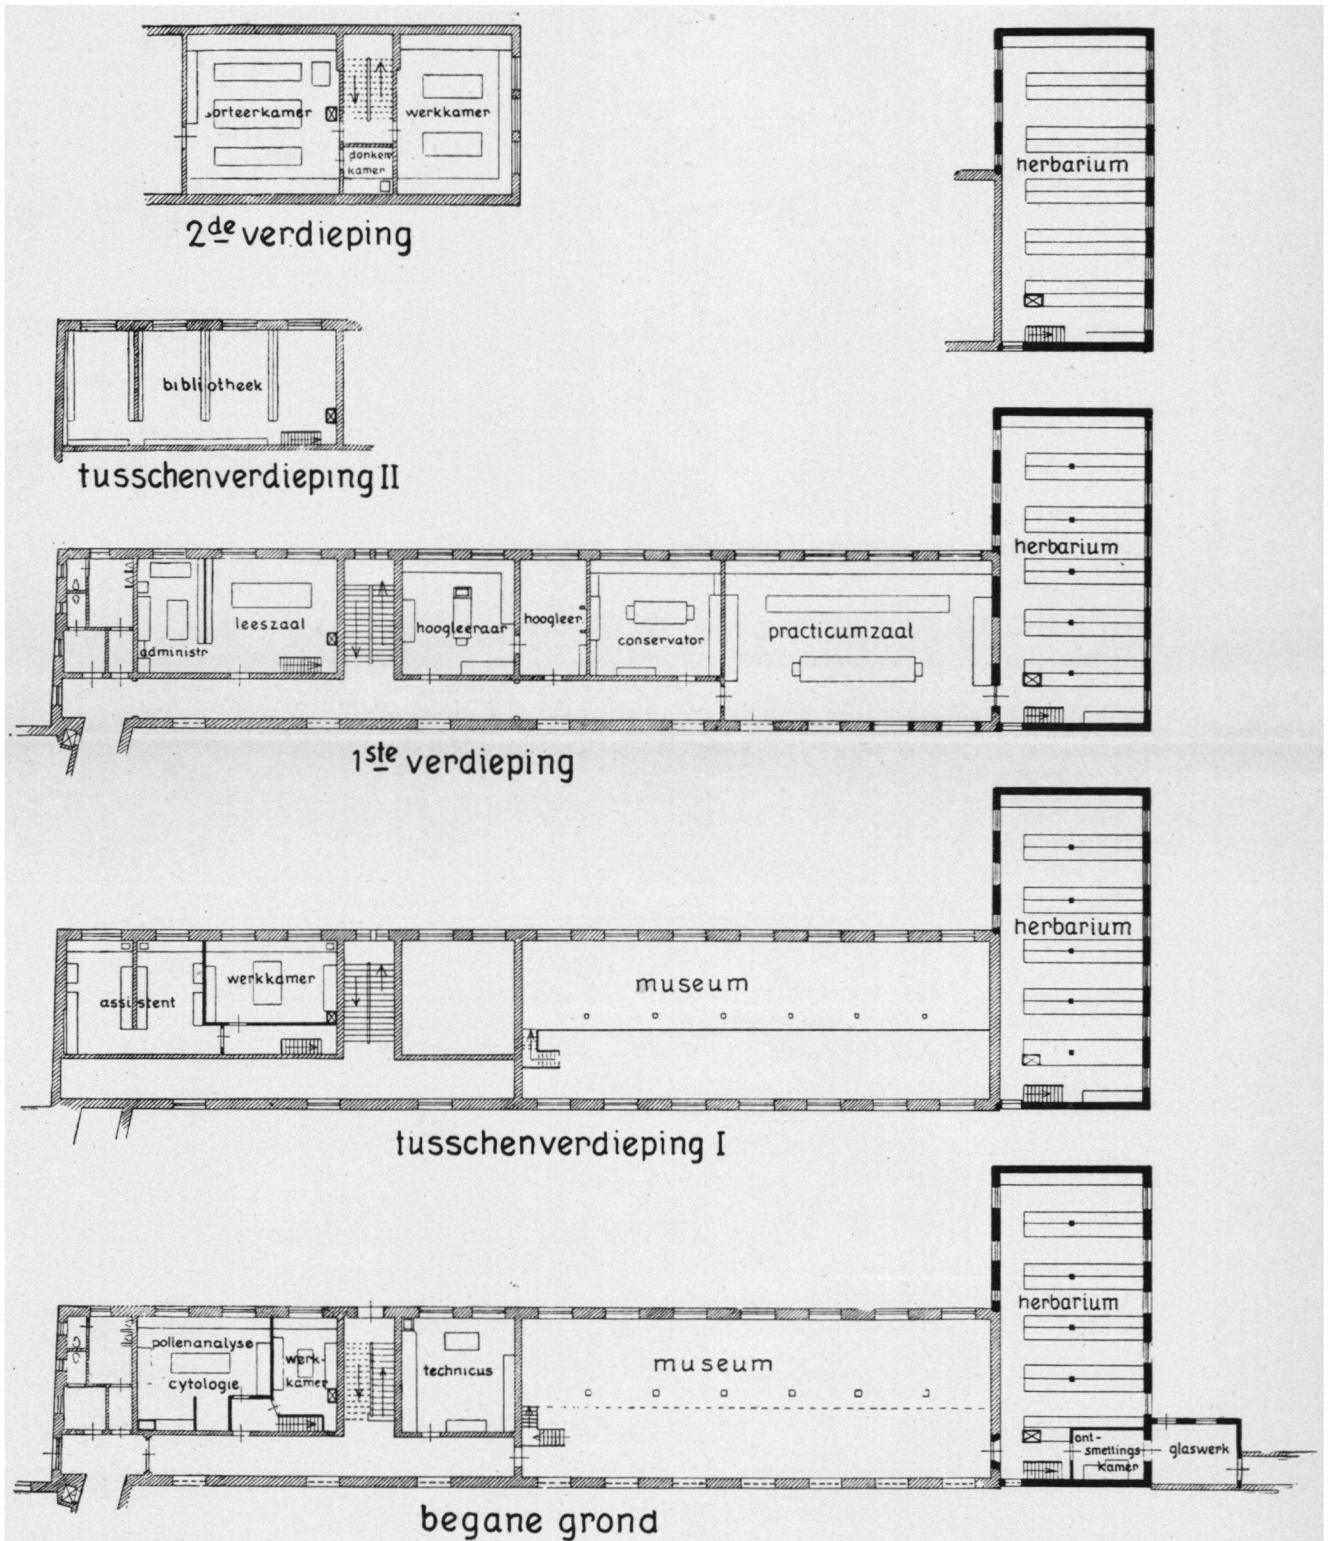 sorteerkamer
werkkamer
donkere
kamer
2de verdieping
herbarium
bibliotheek
tusschenverdieping II
administr
leeszaal
hoogleeraar
hoogleer.
conservator
practicumzaal
herbarium
1ste verdieping
assistent
werkkamer
museum
herbarium
tusschenverdieping I
pollenanalyse
cytologie
werk-
kamer
technicus
museum
herbarium
ont-
smettings
kamer
glaswerk
begane grond